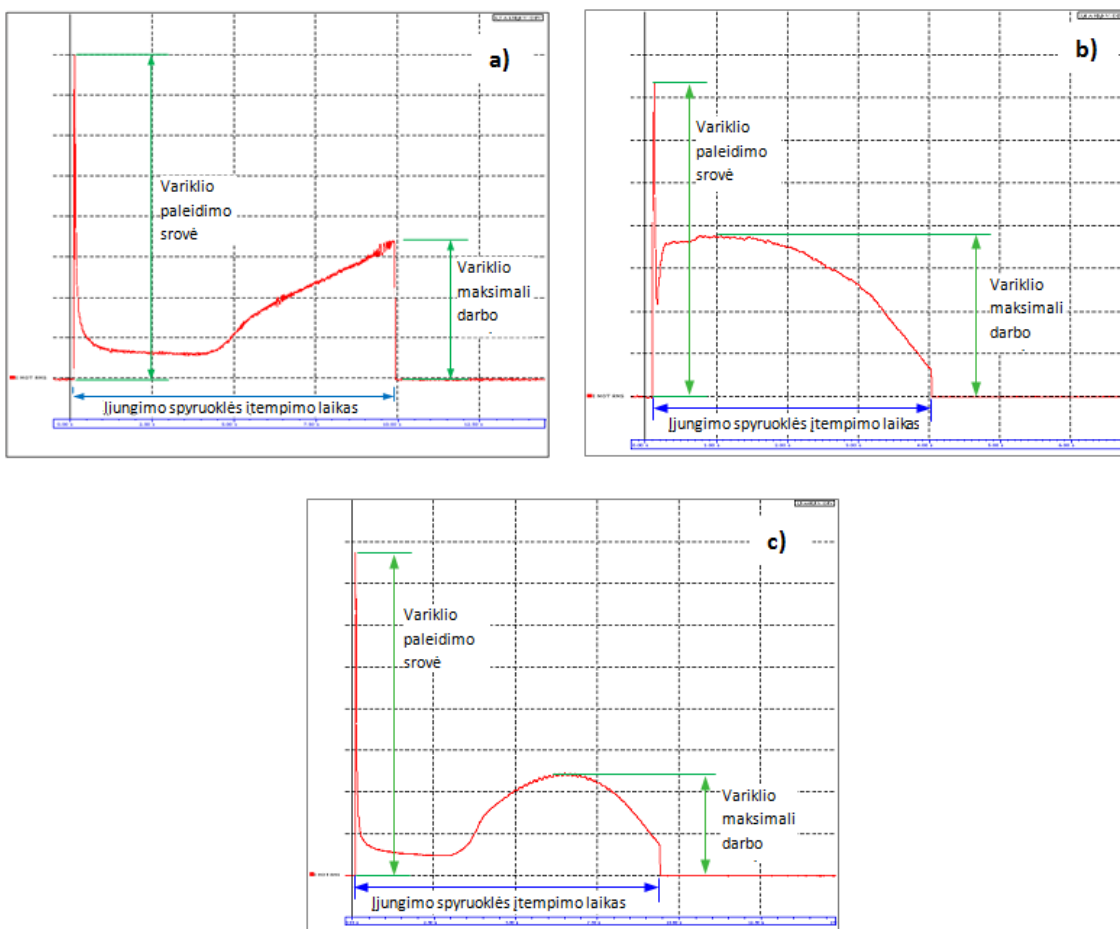 a)
Variklio
paleidimo
srovė
Variklio
maksimali
darbo
Įjungimo spyruoklės įtempimo laikas
b)
Variklio
paleidimo
srovė
Variklio
maksimali
darbo
Įjungimo spyruoklės įtempimo laikas
c)
Variklio
paleidimo
srovė
Variklio
maksimali
darbo
Įjungimo spyruoklės įtempimo laikas